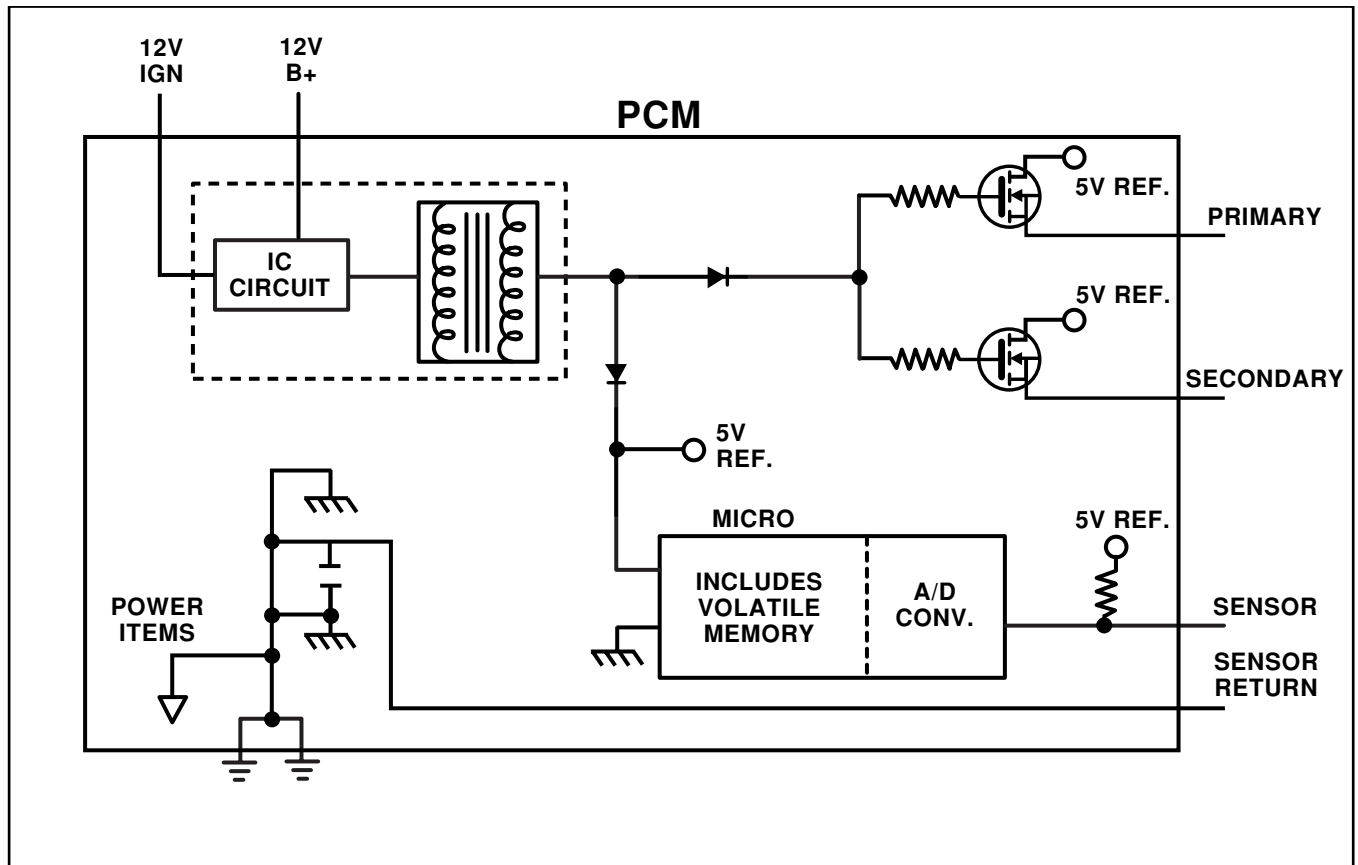 12V
IGN
12V
B+
PCM
5V REF.
PRIMARY
IC
CIRCUIT
5V REF.
SECONDARY
5V
REF.
MICRO
5V REF.
INCLUDES
VOLATILE
MEMORY
A/D
CONV.
POWER
ITEMS
SENSOR
SENSOR
RETURN